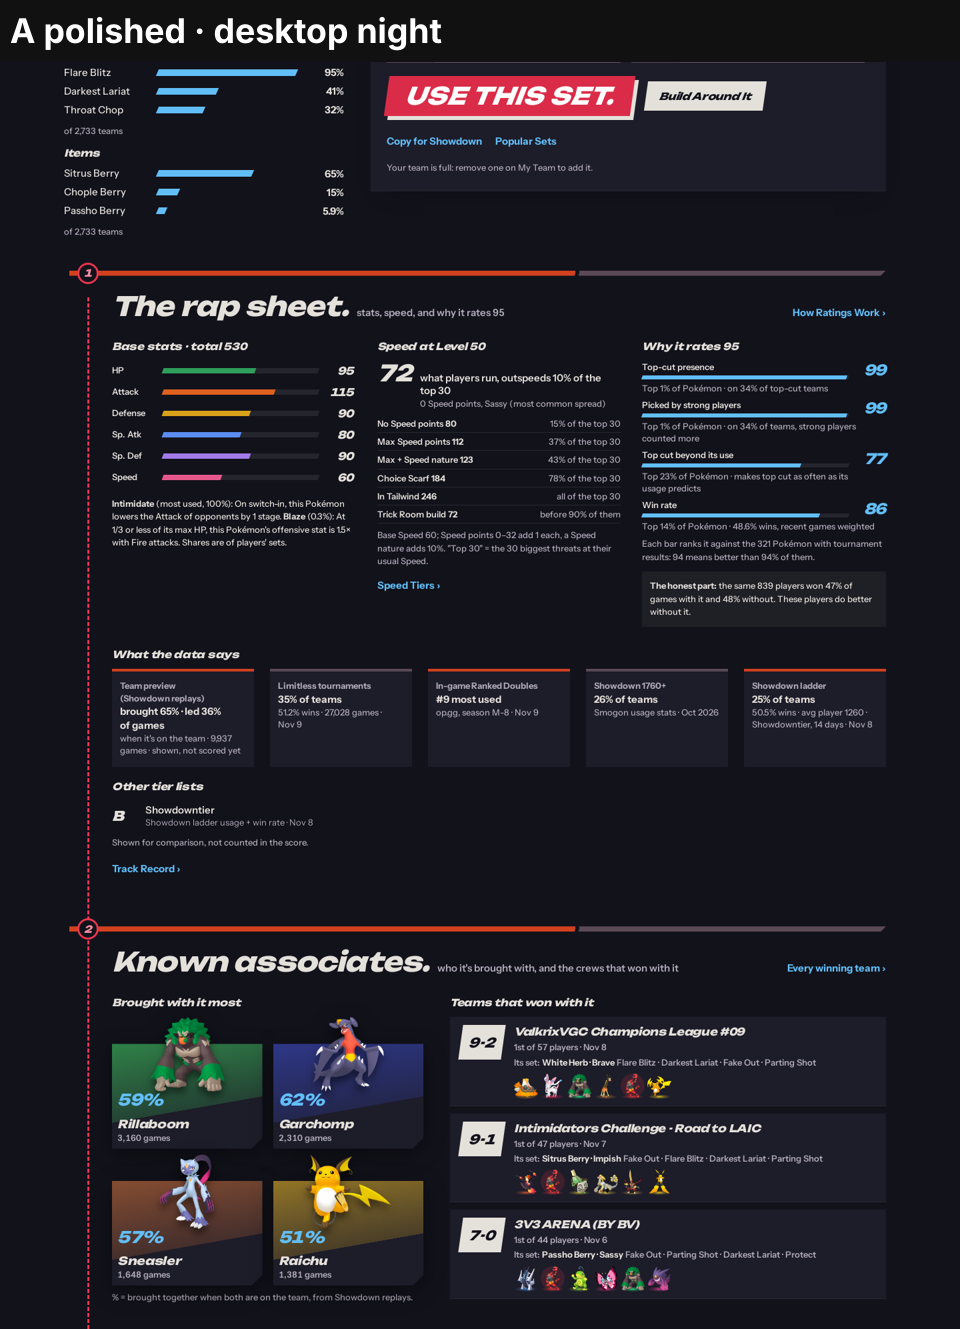 A polished · desktop night
Flare Blitz 95%
Darkest Lariat 41%
Throat Chop 32%
of 2,733 teams
Items
Sitrus Berry 65%
Chople Berry 15%
Passho Berry 5.9%
of 2,733 teams
USE THIS SET.
Build Around It
Copy for Showdown Popular Sets
Your team is full: remove one on My Team to add it.
1
The rap sheet. stats, speed, and why it rates 95
How Ratings Work ›
Base stats · total 530
HP 95
Attack 115
Defense 90
Sp. Atk 80
Sp. Def 90
Speed 60
Intimidate (most used, 100%): On switch-in, this Pokémon
lowers the Attack of opponents by 1 stage. Blaze (0.3%): At
1/3 or less of its max HP, this Pokémon's offensive stat is 1.5×
with Fire attacks. Shares are of players' sets.
Speed at Level 50
72 what players run, outspeeds 10% of the
top 30
0 Speed points, Sassy (most common spread)
No Speed points 80 15% of the top 30
Max Speed points 112 37% of the top 30
Max + Speed nature 123 43% of the top 30
Choice Scarf 184 78% of the top 30
In Tailwind 246 all of the top 30
Trick Room build 72 before 90% of them
Base Speed 60; Speed points 0–32 add 1 each, a Speed
nature adds 10%. "Top 30" = the 30 biggest threats at their
usual Speed.
Speed Tiers ›
Why it rates 95
Top-cut presence 99
Top 1% of Pokémon · on 34% of top-cut teams
Picked by strong players 99
Top 1% of Pokémon · on 34% of teams, strong players
counted more
Top cut beyond its use 77
Top 23% of Pokémon · makes top cut as often as its
usage predicts
Win rate 86
Top 14% of Pokémon · 48.6% wins, recent games weighted
Each bar ranks it against the 321 Pokémon with tournament
results: 94 means better than 94% of them.
The honest part: the same 839 players won 47% of
games with it and 48% without. These players do better
without it.
What the data says
Team preview
(Showdown replays)
brought 65% · led 36%
of games
when it's on the team · 9,937
games · shown, not scored yet
Limitless tournaments
35% of teams
51.2% wins · 27,028 games ·
Nov 9
In-game Ranked Doubles
#9 most used
op.gg, season M-8 · Nov 9
Showdown 1760+
26% of teams
Smogon usage stats · Oct 2026
Showdown ladder
25% of teams
50.5% wins · avg player 1260 ·
Showdowntier, 14 days · Nov 8
Other tier lists
B Showdowntier
Showdown ladder usage + win rate · Nov 8
Shown for comparison, not counted in the score.
Track Record ›
2
Known associates. who it's brought with, and the crews that won with it
Every winning team ›
Brought with it most
59%
Rillaboom
3,160 games
62%
Garchomp
2,310 games
57%
Sneasler
1,648 games
51%
Raichu
1,381 games
% = brought together when both are on the team, from Showdown replays.
Teams that won with it
9-2 ValkrixVGC Champions League #09
1st of 57 players · Nov 8
Its set: White Herb · Brave Flare Blitz · Darkest Lariat · Fake Out · Parting Shot
9-1 Intimidators Challenge - Road to LAIC
1st of 47 players · Nov 7
Its set: Sitrus Berry · Impish Fake Out · Flare Blitz · Darkest Lariat · Parting Shot
7-0 3V3 ARENA (BY BV)
1st of 44 players · Nov 6
Its set: Passho Berry · Sassy Fake Out · Parting Shot · Darkest Lariat · Protect